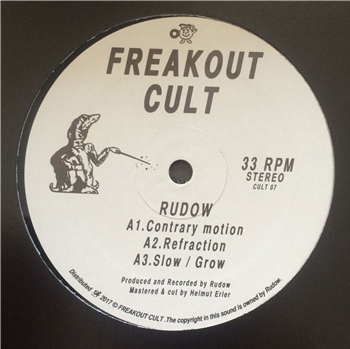 FREAKOUT
CULT
33 RPM
STEREO
CULT 07
RUDOW
A1.Contrary motion
A2.Refraction
A3.Slow / Grow
Produced and Recorded by Rudow
Mastered & cut by Helmut Erler
Distributed 2017 © FREAKOUT CULT .The copyright in this sound is owned by Rudow.